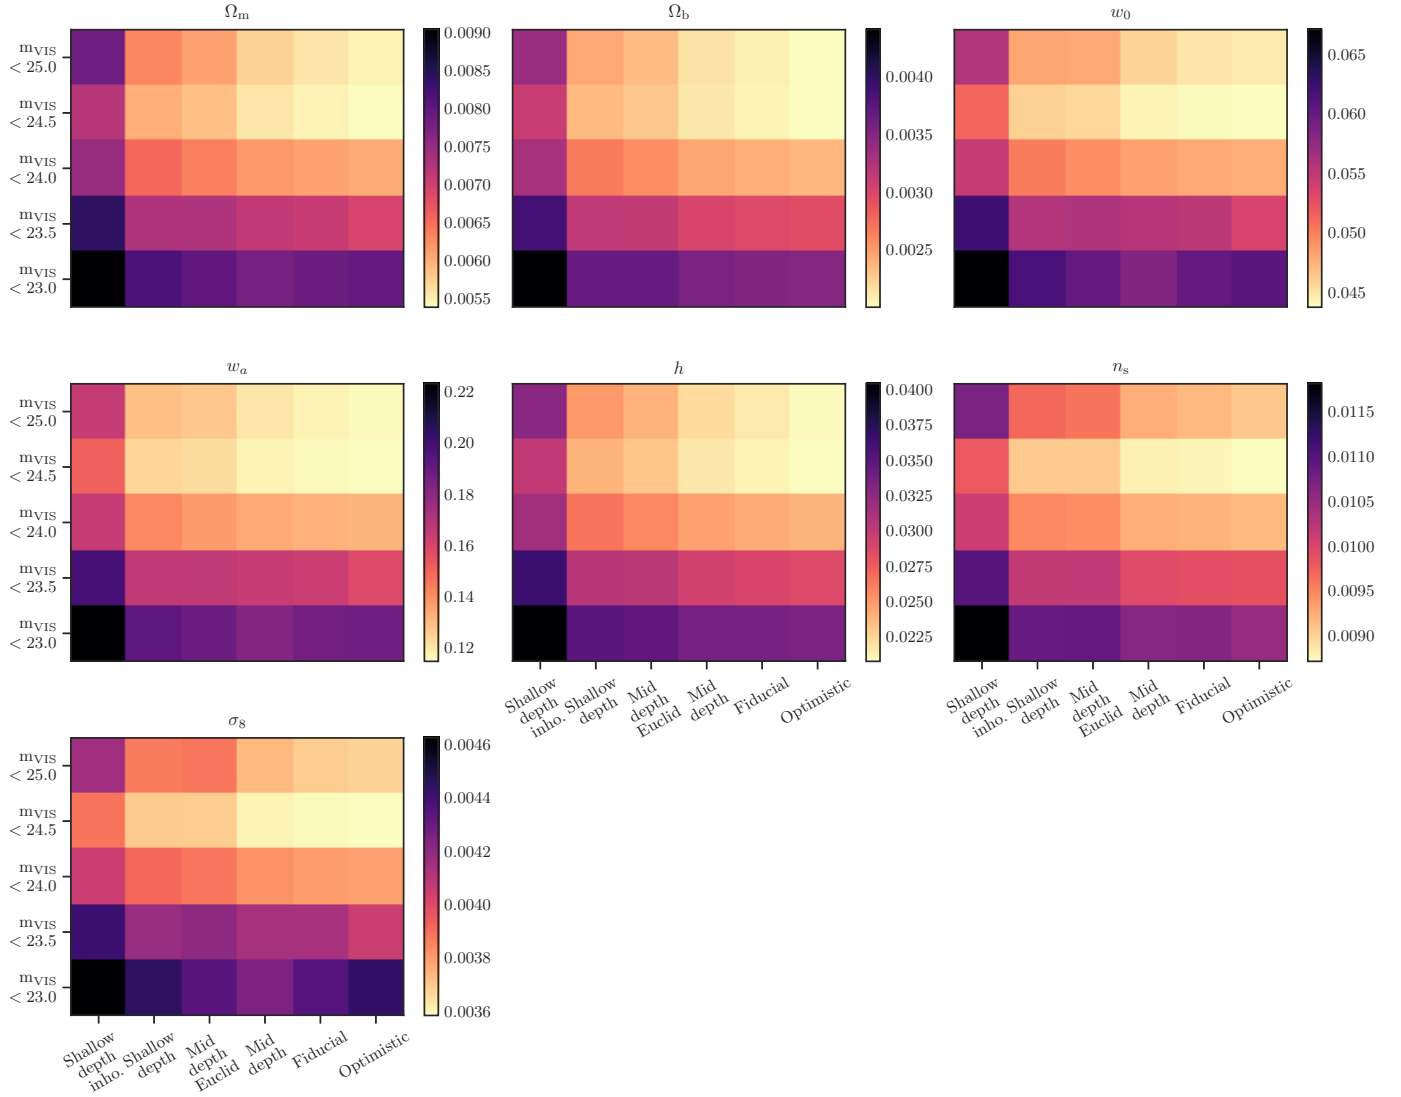 Ωm
Ωb
w0
mVIS
< 25.0
mVIS
< 24.5
mVIS
< 24.0
mVIS
< 23.5
mVIS
< 23.0
0.0090
0.0085
0.0080
0.0075
0.0070
0.0065
0.0060
0.0055
0.0040
0.0035
0.0030
0.0025
0.065
0.060
0.055
0.050
0.045
wa
h
ns
mVIS
< 25.0
mVIS
< 24.5
mVIS
< 24.0
mVIS
< 23.5
mVIS
< 23.0
0.22
0.20
0.18
0.16
0.14
0.12
0.0400
0.0375
0.0350
0.0325
0.0300
0.0275
0.0250
0.0225
Shallow
depth
inho.
Shallow
depth
Mid
depth
Euclid
Mid
depth
Fiducial
Optimistic
0.0115
0.0110
0.0105
0.0100
0.0095
0.0090
Shallow
depth
inho.
Shallow
depth
Mid
depth
Euclid
Mid
depth
Fiducial
Optimistic
σ8
mVIS
< 25.0
mVIS
< 24.5
mVIS
< 24.0
mVIS
< 23.5
mVIS
< 23.0
0.0046
0.0044
0.0042
0.0040
0.0038
0.0036
Shallow
depth
inho.
Shallow
depth
Mid
depth
Euclid
Mid
depth
Fiducial
Optimistic